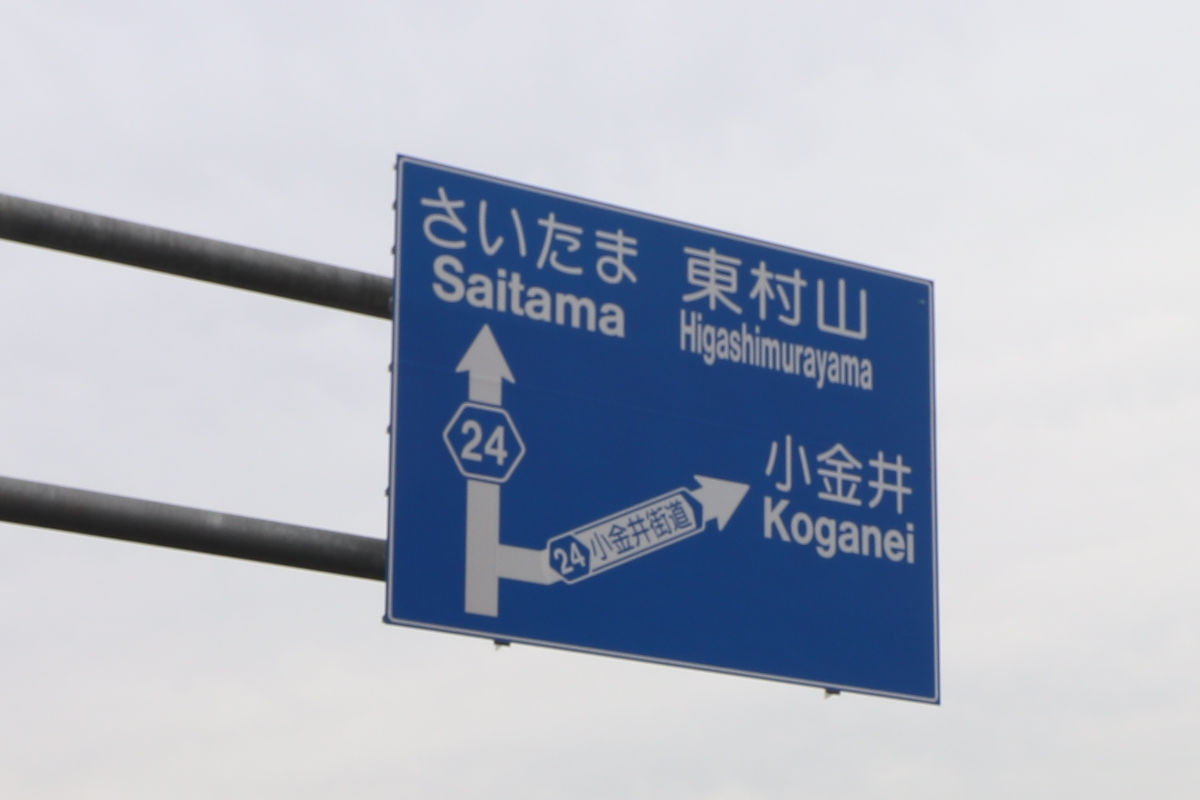 さいたま 東村山
Saitama Higashimurayama
24
小金井
Koganei
24 小金井街道